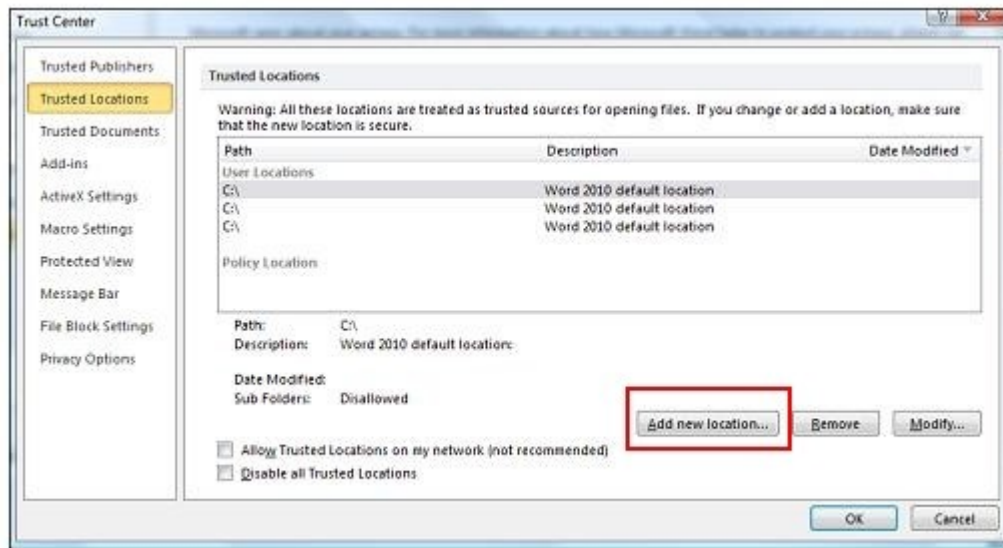 Trust Center
Trusted Publishers
Trusted Locations
Trusted Documents
Add-ins
ActiveX Settings
Macro Settings
Protected View
Message Bar
File Block Settings
Privacy Options
Trusted Locations
Warning: All these locations are treated as trusted sources for opening files. If you change or add a location, make sure
that the new location is secure.
Path Description Date Modified
User Locations
C:\ Word 2010 default location
C:\ Word 2010 default location
C:\ Word 2010 default location
Policy Location
Path: C:\
Description: Word 2010 default location:
Date Modified:
Sub Folders: Disallowed
Add new location... Remove Modify...
Allow Trusted Locations on my network (not recommended)
Disable all Trusted Locations
OK Cancel